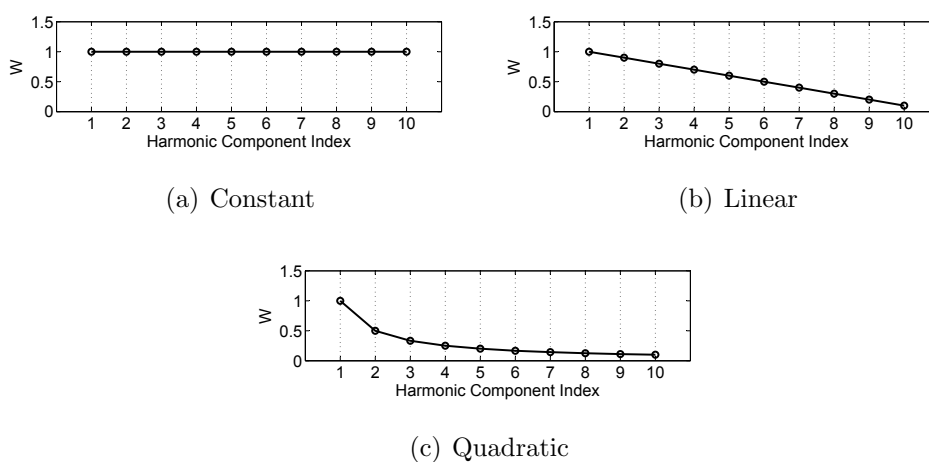 1.5
1
0.5
0
W
1 2 3 4 5 6 7 8 9 10
Harmonic Component Index
(a) Constant
1.5
1
0.5
0
W
1 2 3 4 5 6 7 8 9 10
Harmonic Component Index
(b) Linear
1.5
1
0.5
0
W
1 2 3 4 5 6 7 8 9 10
Harmonic Component Index
(c) Quadratic